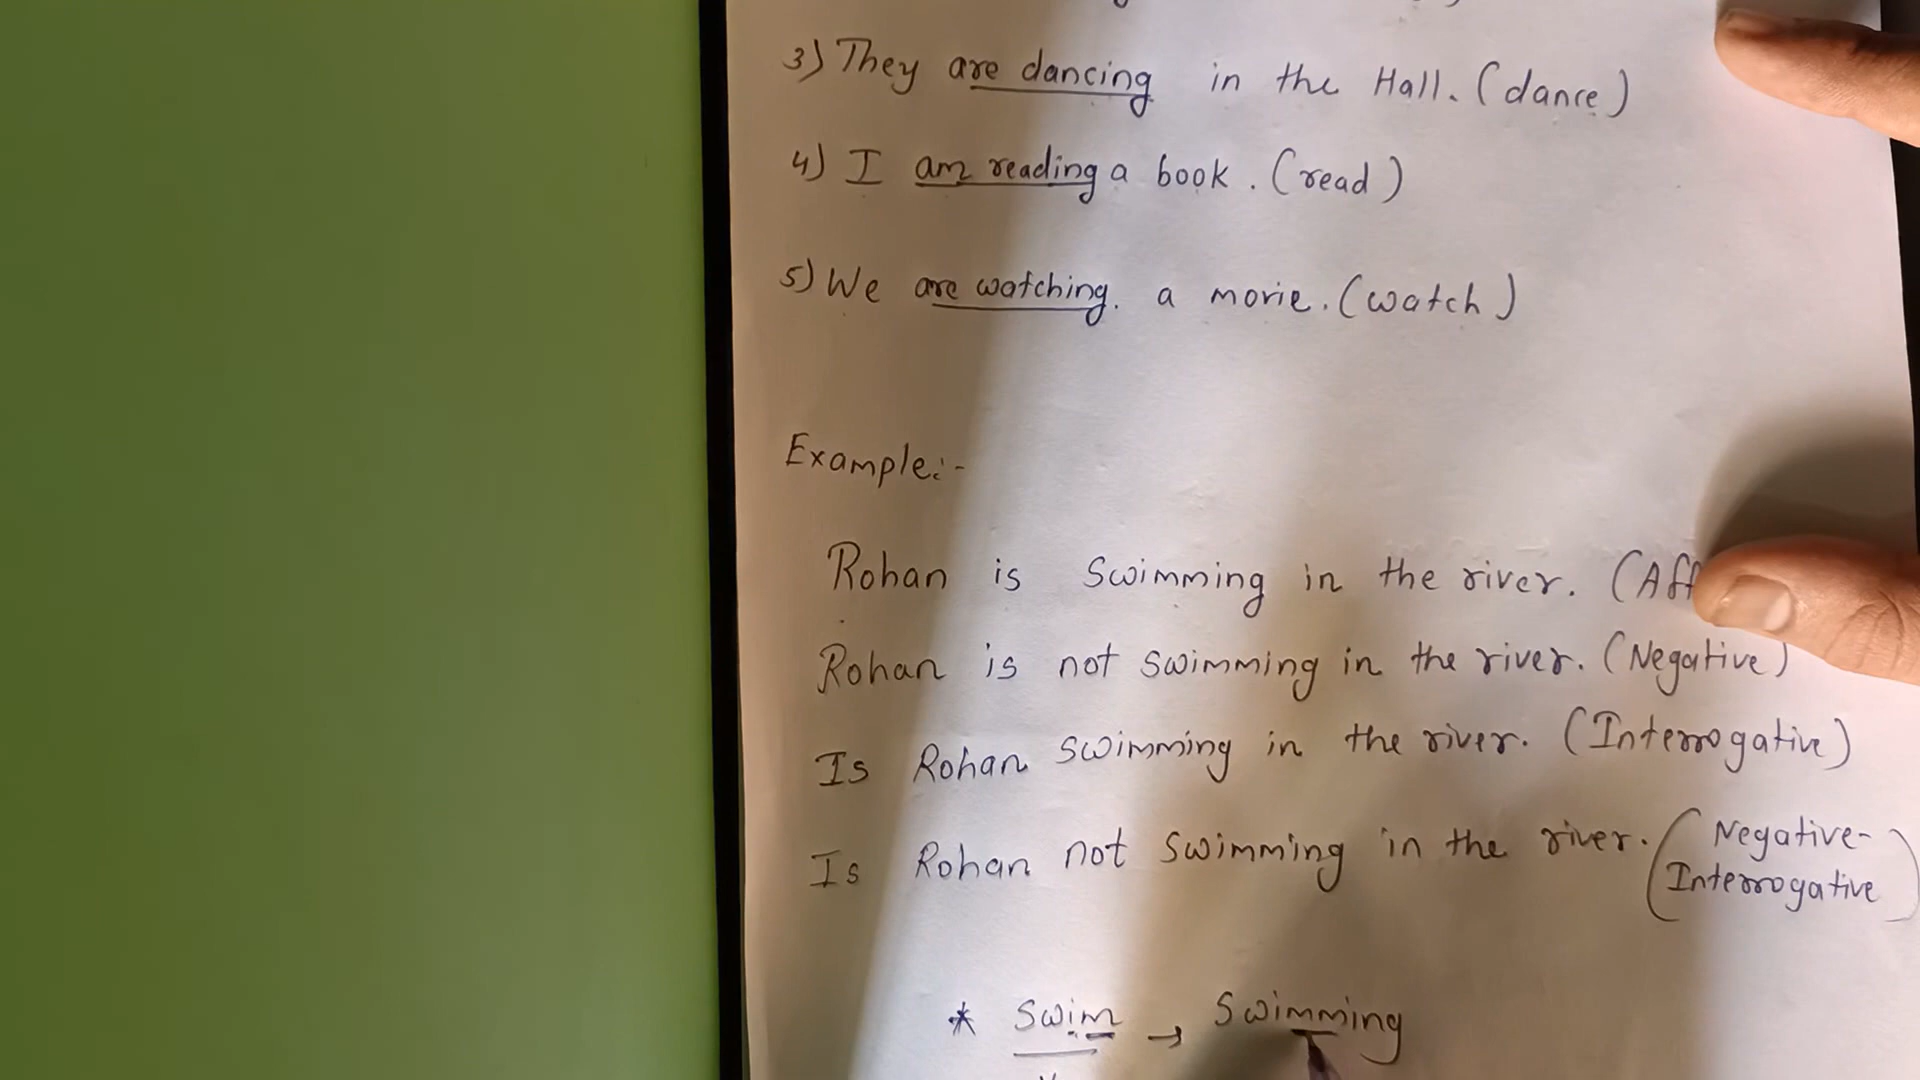 3) They are dancing in the Hall. (dance)
4) I am reading a book. (read)
5) We are watching. a movie. (watch)
Example:-
Rohan is Swimming in the river. (Aff
Rohan is not swimming in the river. (Negative)
Is Rohan swimming in the river. (Interrogative)
Is Rohan not swimming in the river. (Negative-
Interrogative)
* Swim → Swimming